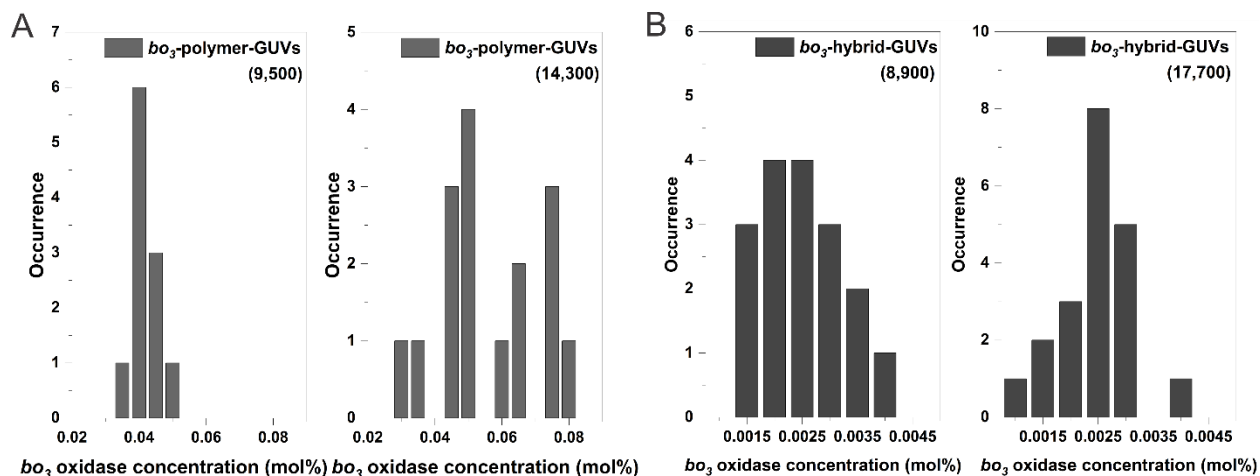 A
B
bo₃-polymer-GUVs
(9,500)
Occurrence
7
6
5
4
3
2
1
0
0.02 0.04 0.06 0.08
bo₃ oxidase concentration (mol%)
bo₃-polymer-GUVs
(14,300)
Occurrence
5
4
3
2
1
0
0.02 0.04 0.06 0.08
bo₃ oxidase concentration (mol%)
bo₃-hybrid-GUVs
(8,900)
Occurrence
6
5
4
3
2
1
0
0.0015 0.0025 0.0035 0.0045
bo₃ oxidase concentration (mol%)
bo₃-hybrid-GUVs
(17,700)
Occurrence
10
8
6
4
2
0
0.0015 0.0025 0.0035 0.0045
bo₃ oxidase concentration (mol%)